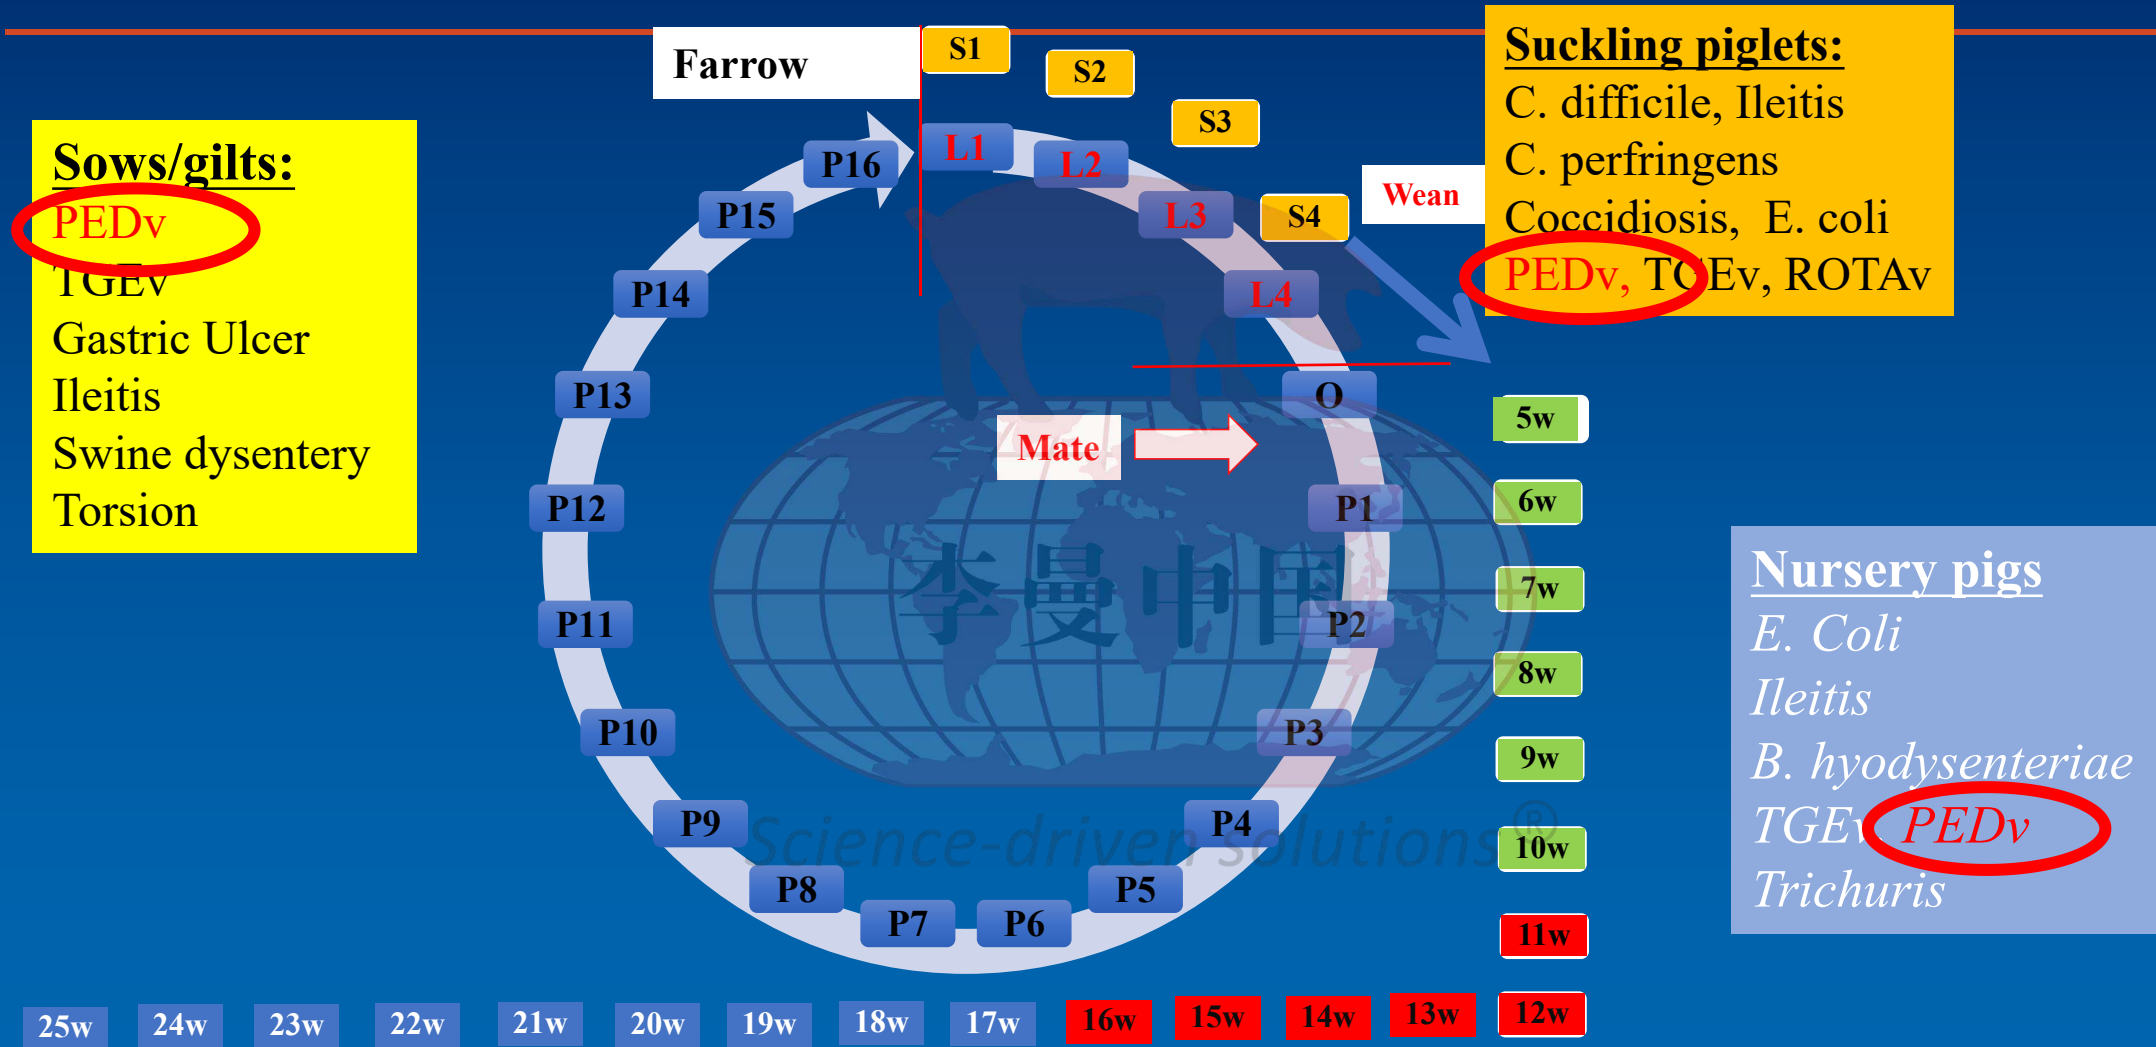 Farrow
S1
S2
S3
S4
Wean
Suckling piglets:
C. difficile, Ileitis
C. perfringens
Coccidiosis, E. coli
PEDv, TGEv, ROTAv
Sows/gilts:
PEDv
TGEv
Gastric Ulcer
Ileitis
Swine dysentery
Torsion
L1
L2
L3
L4
O
Mate
P1
P2
P3
P4
P5
P6
P7
P8
P9
P10
P11
P12
P13
P14
P15
P16
李曼中国
Science-driven solutions®
5w
6w
7w
8w
9w
10w
11w
12w
Nursery pigs
E. Coli
Ileitis
B. hyodysenteriae
TGEv PEDv
Trichuris
25w 24w 23w 22w 21w 20w 19w 18w 17w 16w 15w 14w 13w